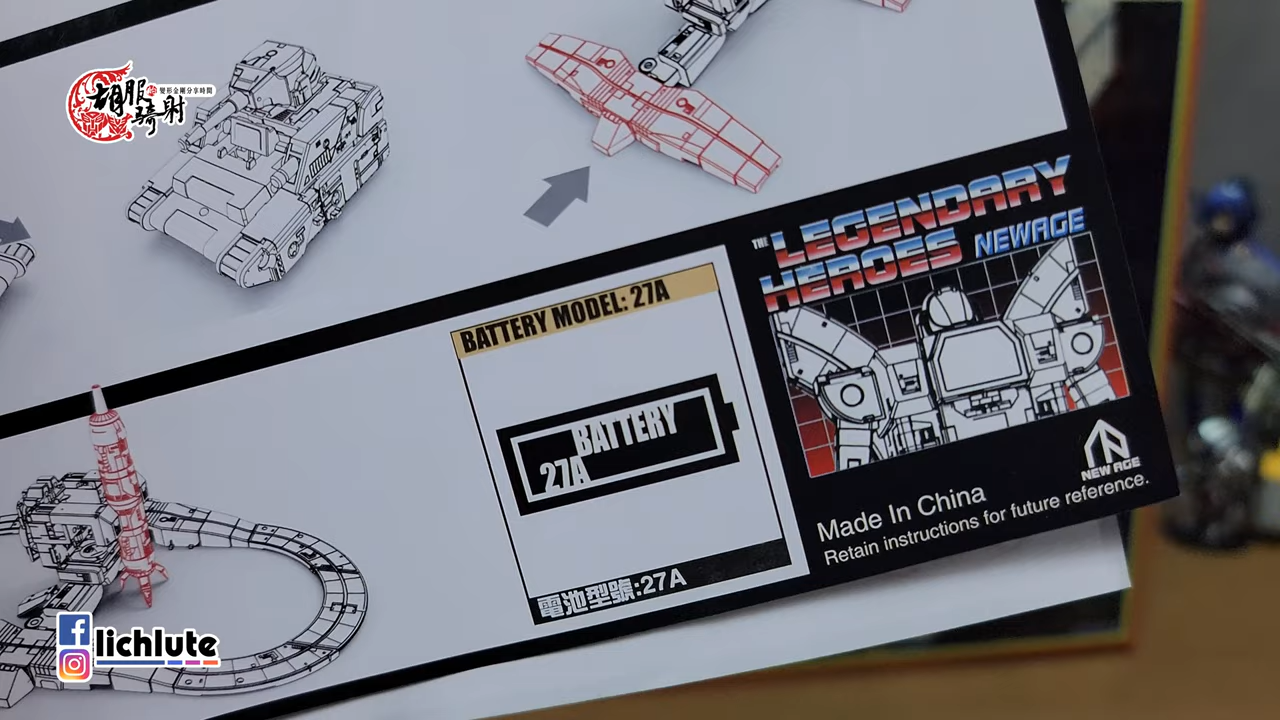 胡服騎射
變形金剛分享時間
THE
LEGENDARY
HEROES
NEWAGE
BATTERY MODEL: 27A
BATTERY
27A
電池型號:27A
NEW AGE
Made In China
Retain instructions for future reference.
lichlute